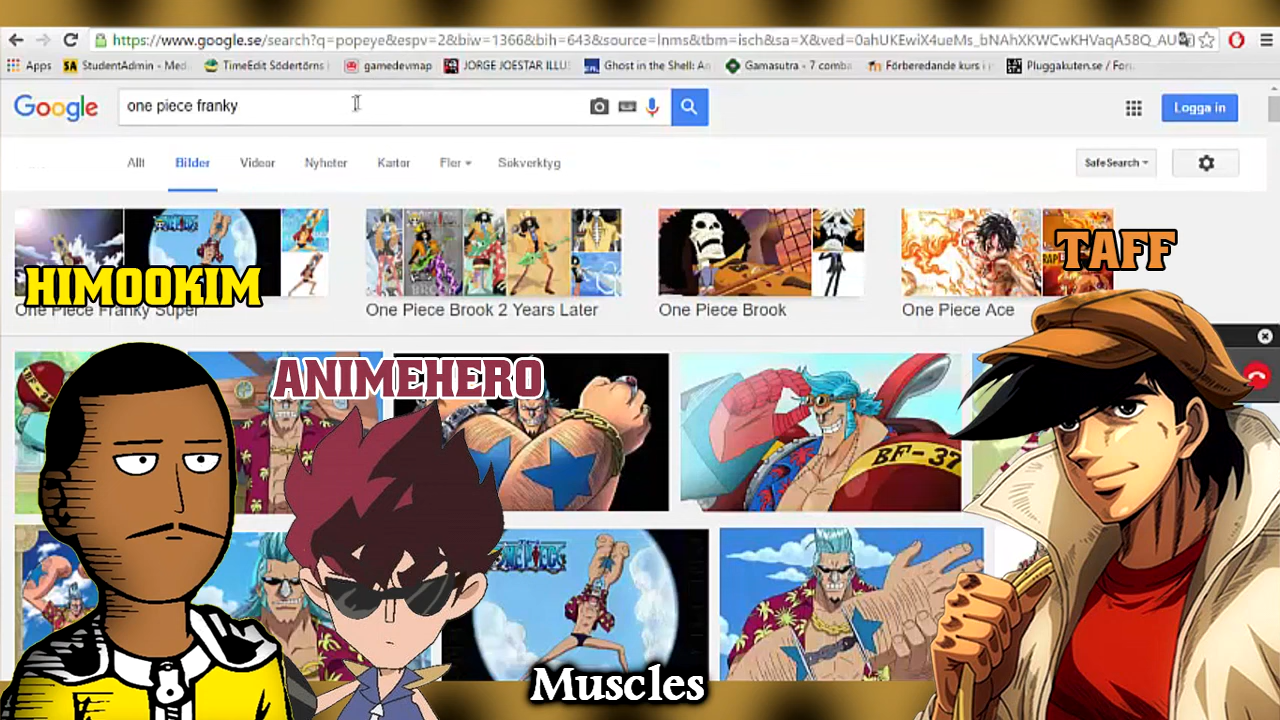 https://www.google.se/search?q=popeye&espv=2&biw=1366&bih=643&source=lnms&tbm=isch&sa=X&ved=0ahUKEwiX4ueMs_bNAhXKWCwKHVaqA58Q_AU
Apps StudentAdmin - Med TimeEdit Södertörns gamedevmap JORGE JOESTAR ILLU Ghost in the Shell: An Gamasutra - 7 comba Förberedande kurs i Pluggakuten.se / For
Google one piece franky Logga in
Allt Bilder Videor Nyheter Kartor Fler Sökverktyg SafeSearch
TAFF
HIMOOKIM
One Piece Franky Super One Piece Brook 2 Years Later One Piece Brook One Piece Ace
ANIMEHERO
BF-37
ONE PIECE
Muscles